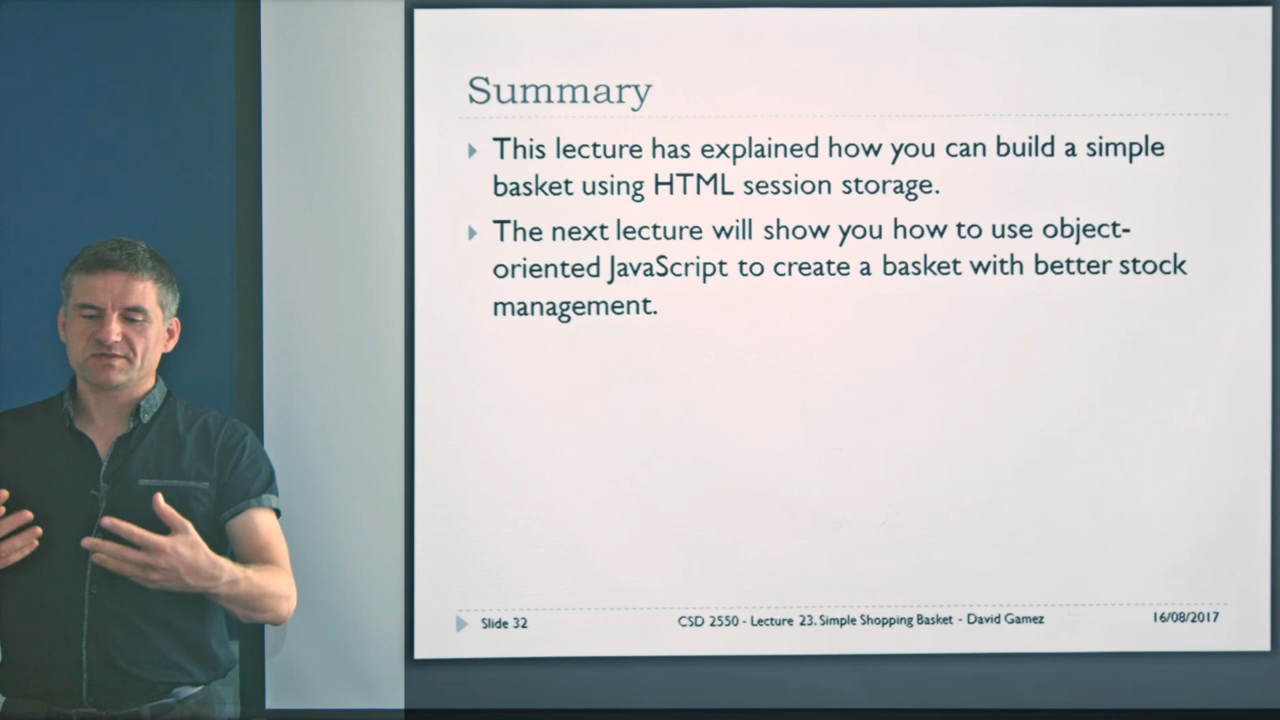 Summary
This lecture has explained how you can build a simple
basket using HTML session storage.
The next lecture will show you how to use object-
oriented JavaScript to create a basket with better stock
management.
Slide 32
CSD 2550 - Lecture 23. Simple Shopping Basket - David Gamez
16/08/2017